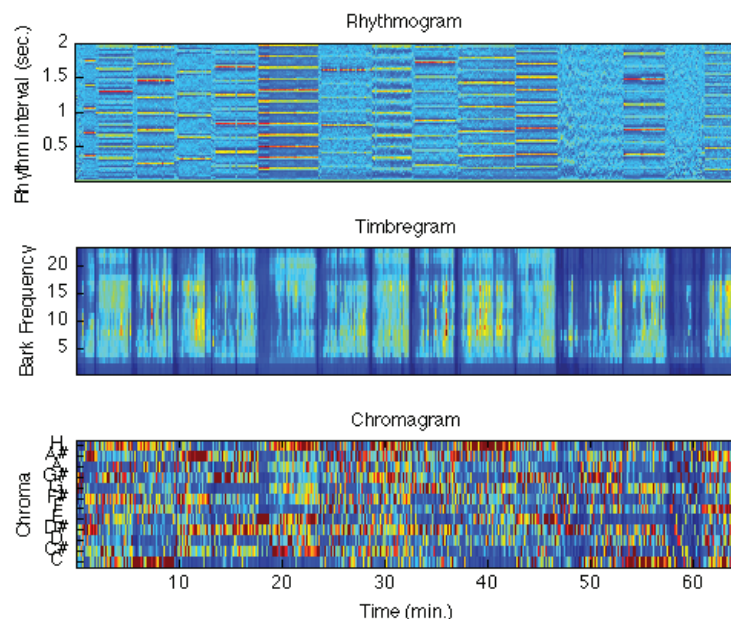 Rhythmogram
Rhythm interval (sec.)
2
1.5
1
0.5
Timbregram
Bark Frequency
20
15
10
5
Chromagram
Chroma
H
A#
A
G#
G
F#
F
E
D#
D
C#
C
10 20 30 40 50 60
Time (min.)